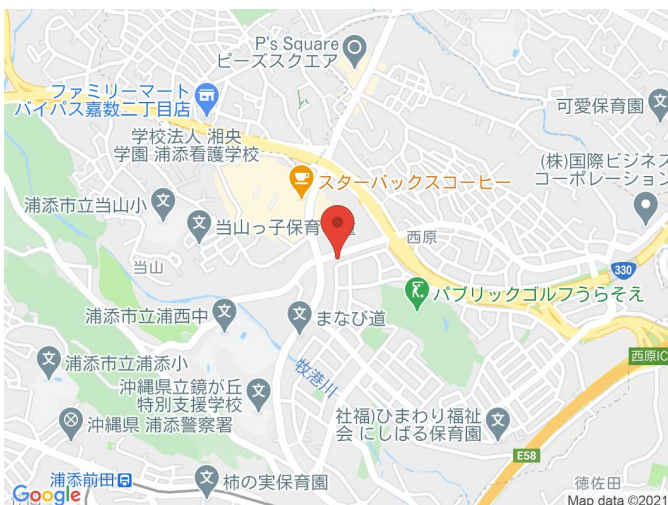 P's Square
ピーズスクエア
ファミリーマート
バイパス嘉数二丁目店
可愛保育園
学校法人 湘央
学園 浦添看護学校
(株)国際ビジネス
コーポレーション
スターバックスコーヒー
浦添市立当山小
当山っ子保育
西原
当山
330
パブリックゴルフうらそえ
浦添市立浦西中
まなび道
西原IC
浦添市立浦添小
牧港川
沖縄県立鏡が丘
特別支援学校
沖縄県 浦添警察署
社福)ひまわり福祉
会 にしばる保育園
E58
浦添前田
柿の実保育園
徳佐田
Google
Map data ©2021